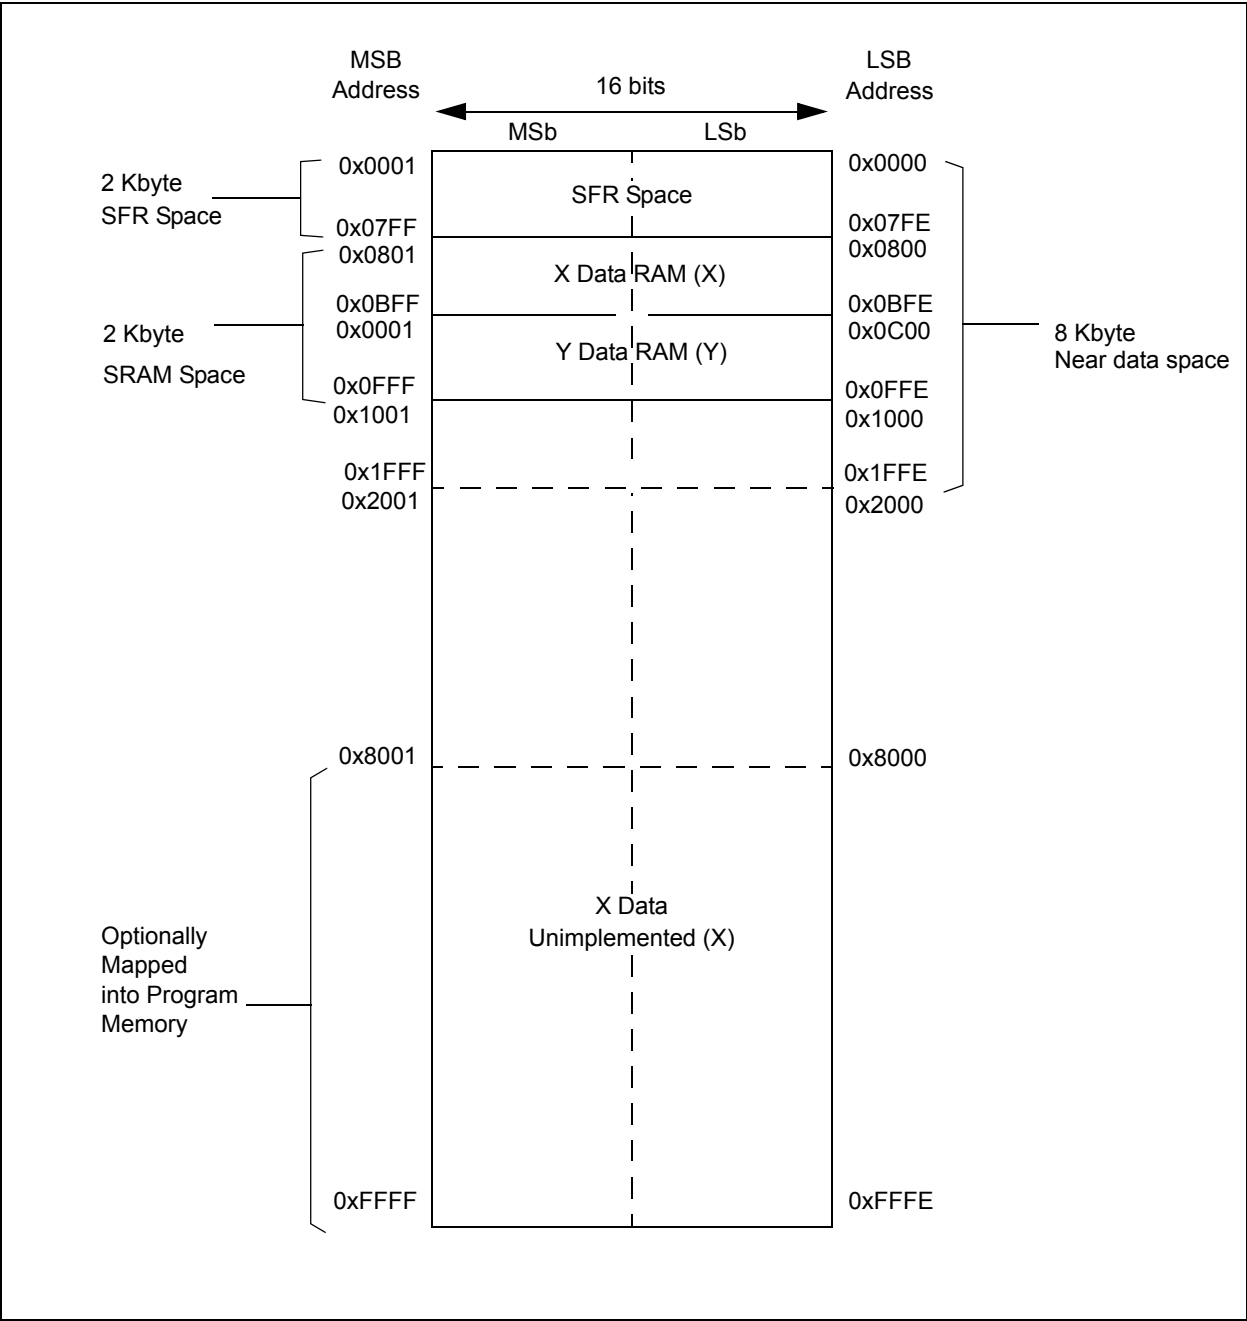 MSB
Address
LSB
Address
16 bits
MSb
LSb
2 Kbyte
SFR Space
0x0001
SFR Space
0x0000
0x07FF
0x07FE
0x0801
0x0800
X Data RAM (X)
0x0BFF
0x0BFE
0x0001
0x0C00
2 Kbyte
SRAM Space
Y Data RAM (Y)
8 Kbyte
Near data space
0x0FFF
0x0FFE
0x1001
0x1000
0x1FFF
0x1FFE
0x2001
0x2000
0x8001
0x8000
X Data
Unimplemented (X)
Optionally
Mapped
into Program
Memory
0xFFFF
0xFFFE